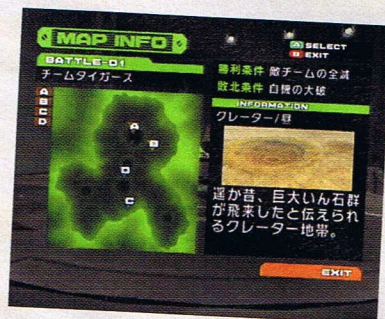 MAP INFO
A SELECT
B EXIT
BATTLE-01
チームタイガース
勝利条件 敵チームの全滅
敗北条件 自機の大破
INFORMATION
クレーター/昼
A
B
C
D
A
B
D
C
遥か昔、巨大いん石群
が飛来したと伝えられ
るクレーター地帯。
EXIT